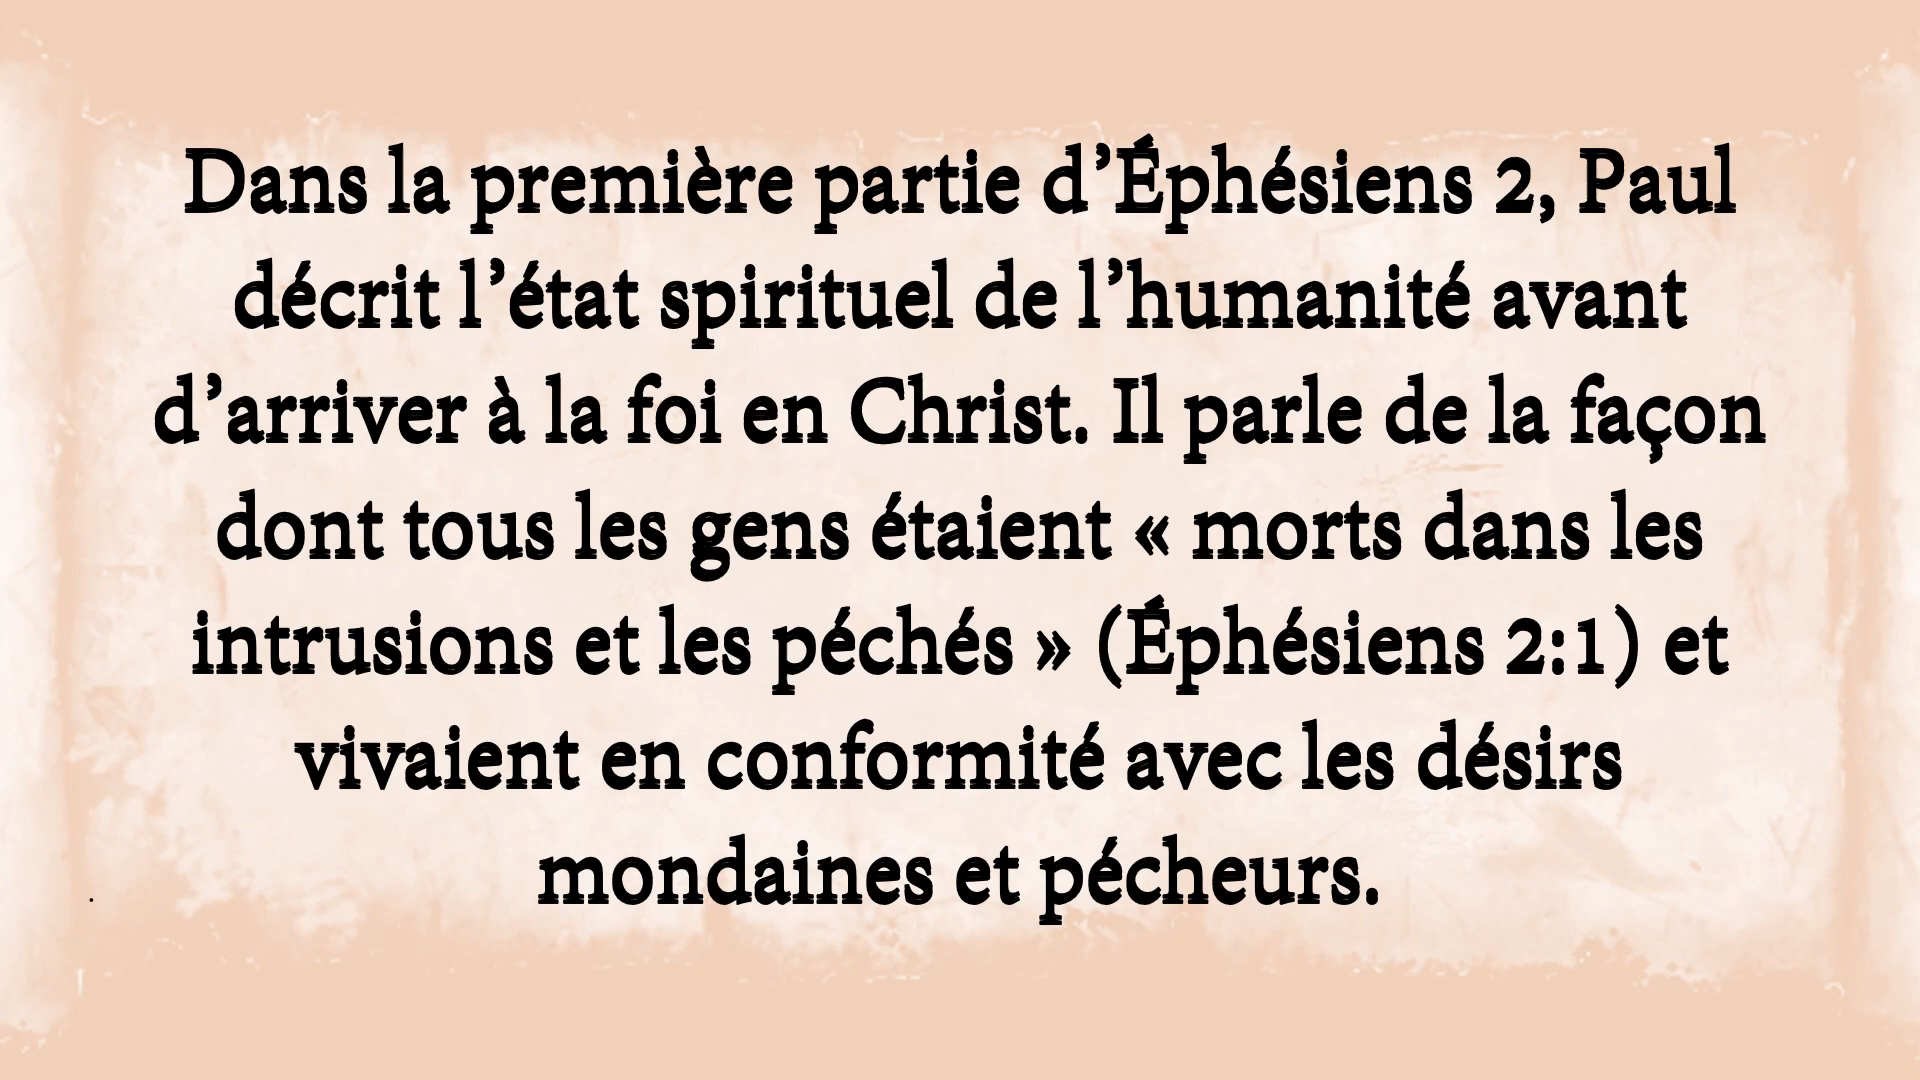 Dans la première partie d’Éphésiens 2, Paul
décrit l’état spirituel de l’humanité avant
d’arriver à la foi en Christ. Il parle de la façon
dont tous les gens étaient « morts dans les
intrusions et les péchés » (Éphésiens 2:1) et
vivaient en conformité avec les désirs
mondaines et pécheurs.
.